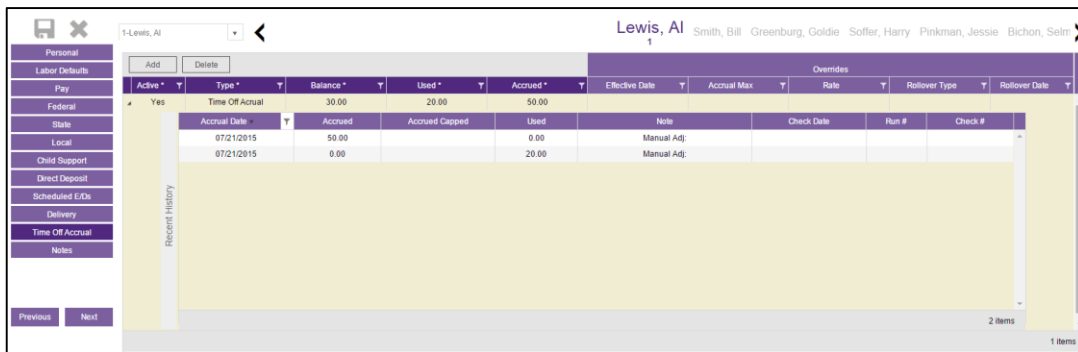 1-Lewis, Al
Lewis, Al Smith, Bill Greenburg, Goldie Soffer, Harry Pinkman, Jessie Bichon, Selm
1
Personal
Labor Defaults
Pay
Federal
State
Local
Child Support
Direct Deposit
Scheduled E/Ds
Delivery
Time Off Accrual
Notes
Previous Next
Add Delete
Overrides
Active * Type * Balance * Used * Accrued * Effective Date Accrual Max Rate Rollover Type Rollover Date
Yes Time Off Acrual 30.00 20.00 50.00
Recent History
Accrual Date Accrued Accrued Capped Used Note Check Date Run # Check #
07/21/2015 50.00 0.00 Manual Adj:
07/21/2015 0.00 20.00 Manual Adj:
2 items
1 items